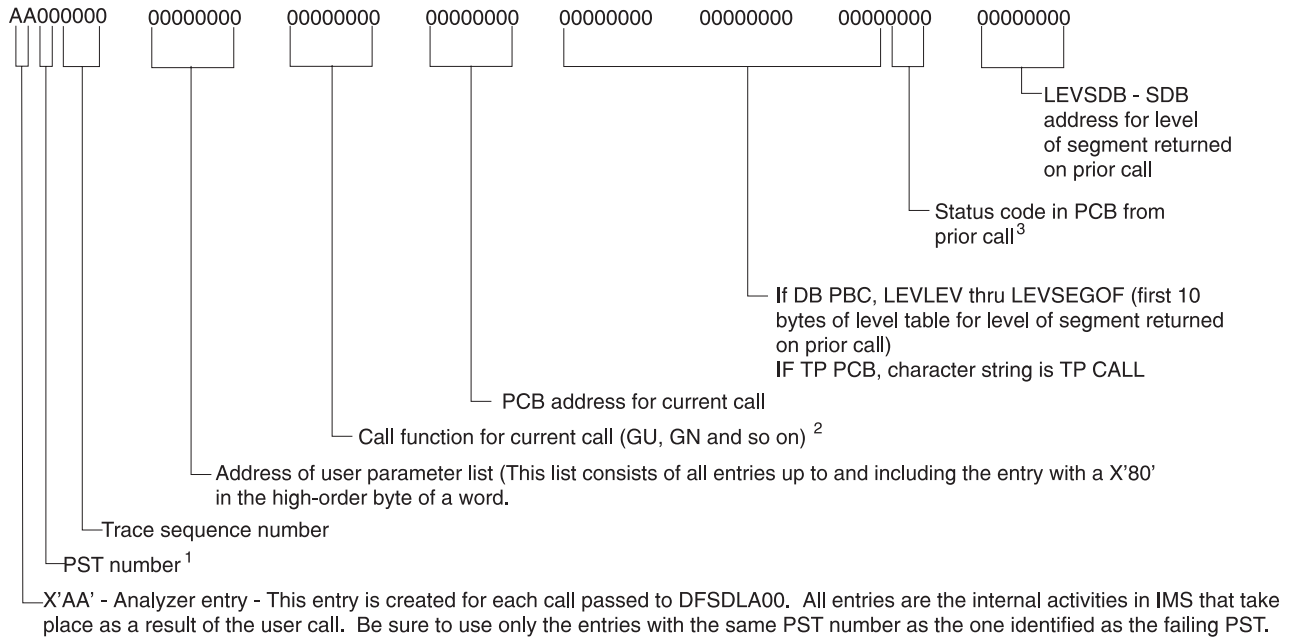 AA000000 00000000 00000000 00000000 00000000 00000000 00000000 00000000
LEVSDB - SDB
address for level
of segment returned
on prior call
Status code in PCB from
prior call3
If DB PBC, LEVLEV thru LEVSEGOF (first 10
bytes of level table for level of segment returned
on prior call)
IF TP PCB, character string is TP CALL
PCB address for current call
Call function for current call (GU, GN and so on) 2
Address of user parameter list (This list consists of all entries up to and including the entry with a X'80'
in the high-order byte of a word.
Trace sequence number
PST number1
X'AA' - Analyzer entry - This entry is created for each call passed to DFSDLA00. All entries are the internal activities in IMS that take
place as a result of the user call. Be sure to use only the entries with the same PST number as the one identified as the failing PST.